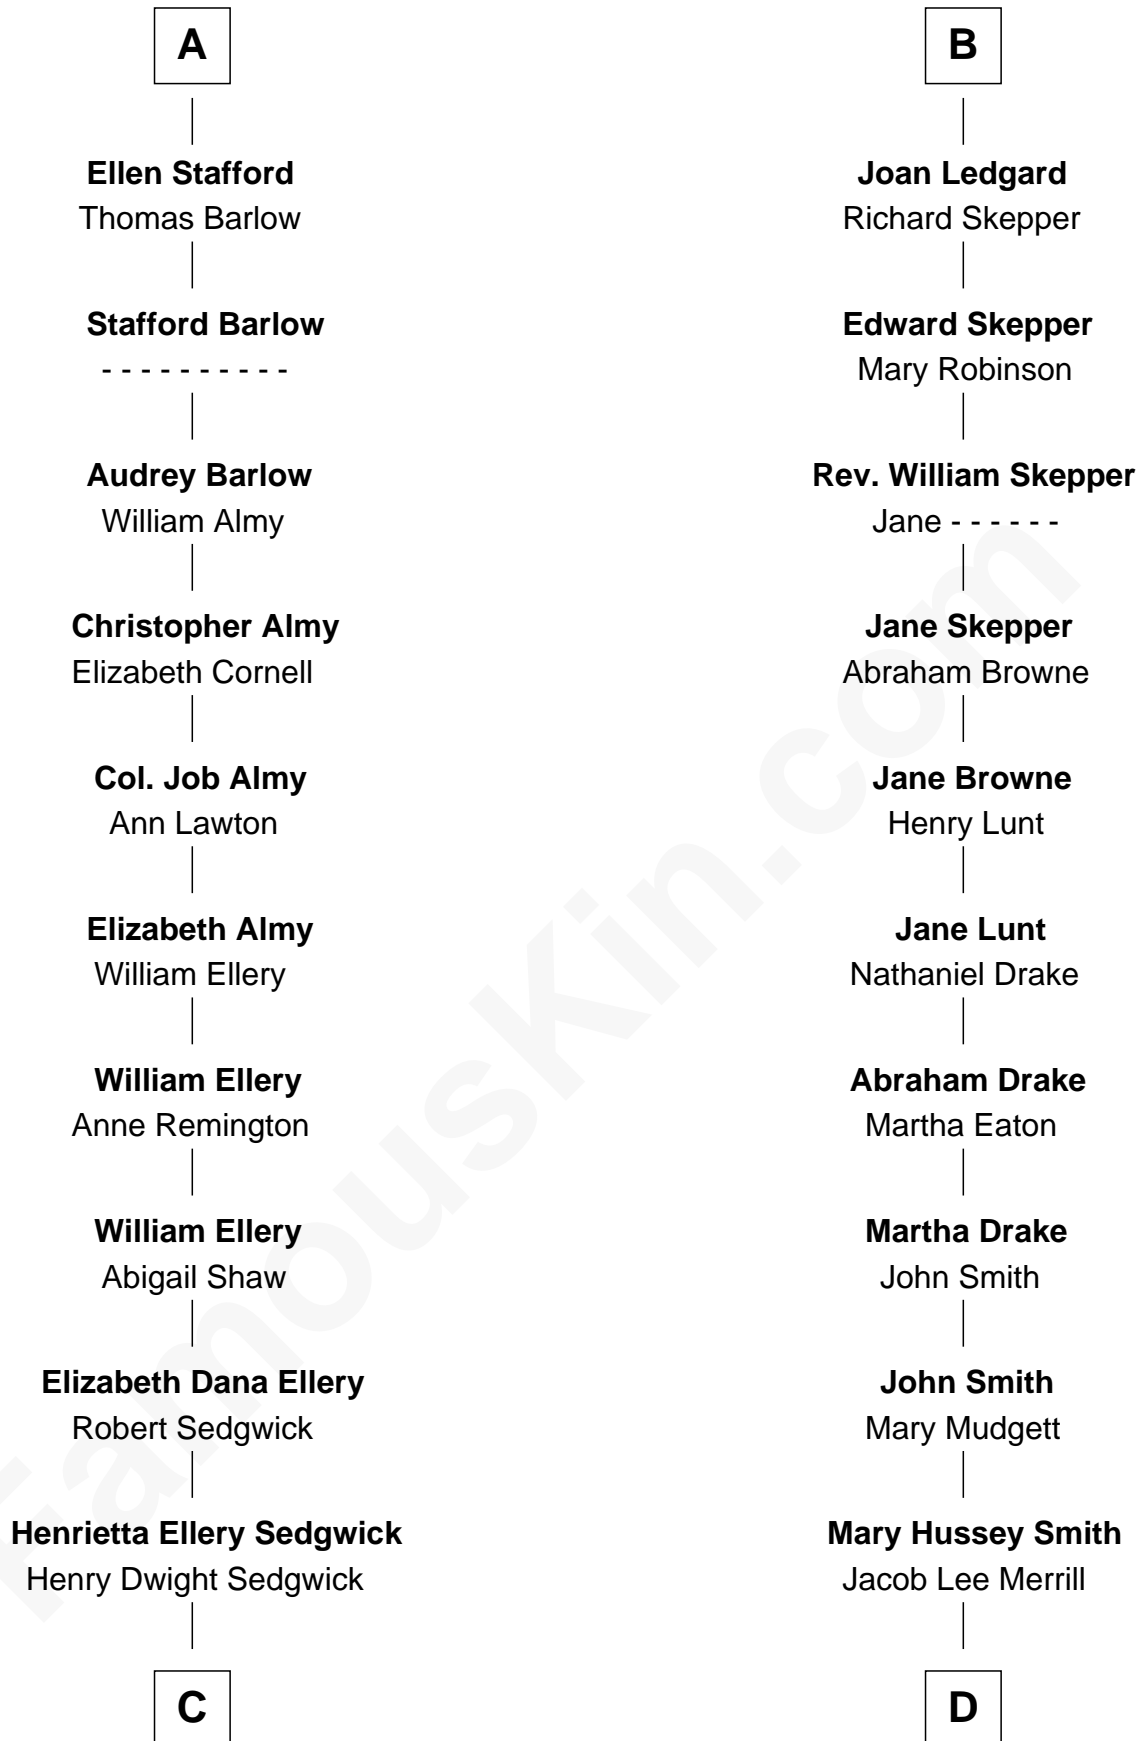 A
Ellen Stafford
Thomas Barlow
Stafford Barlow
- - - - - - - - - -
Audrey Barlow
William Almy
Christopher Almy
Elizabeth Cornell
Col. Job Almy
Ann Lawton
Elizabeth Almy
William Ellery
William Ellery
Anne Remington
William Ellery
Abigail Shaw
Elizabeth Dana Ellery
Robert Sedgwick
Henrietta Ellery Sedgwick
Henry Dwight Sedgwick
C
B
Joan Ledgard
Richard Skepper
Edward Skepper
Mary Robinson
Rev. William Skepper
Jane - - - - - -
Jane Skepper
Abraham Browne
Jane Browne
Henry Lunt
Jane Lunt
Nathaniel Drake
Abraham Drake
Martha Eaton
Martha Drake
John Smith
John Smith
Mary Mudgett
Mary Hussey Smith
Jacob Lee Merrill
D
FamousKin.com